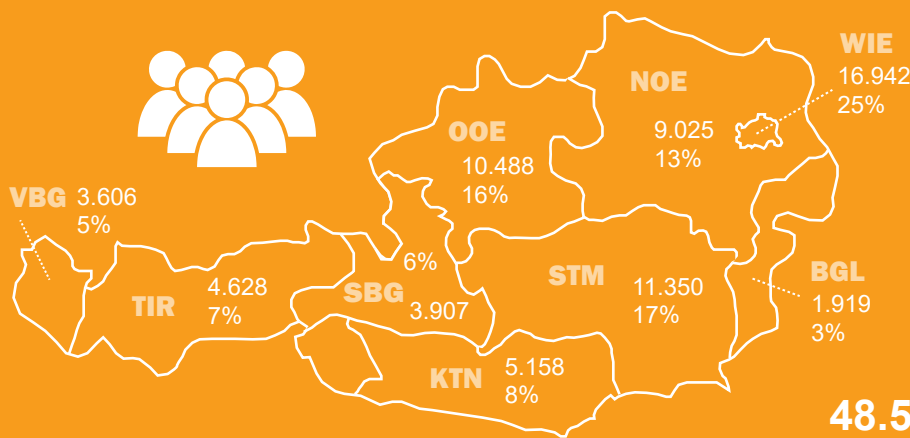 WIE
16.942
25%
NOE
9.025
13%
OOE
10.488
16%
VBG 3.606
5%
6%
SBG
3.907
TIR
4.628
7%
STM
11.350
17%
BGL
1.919
3%
KTN
5.158
8%
48.5